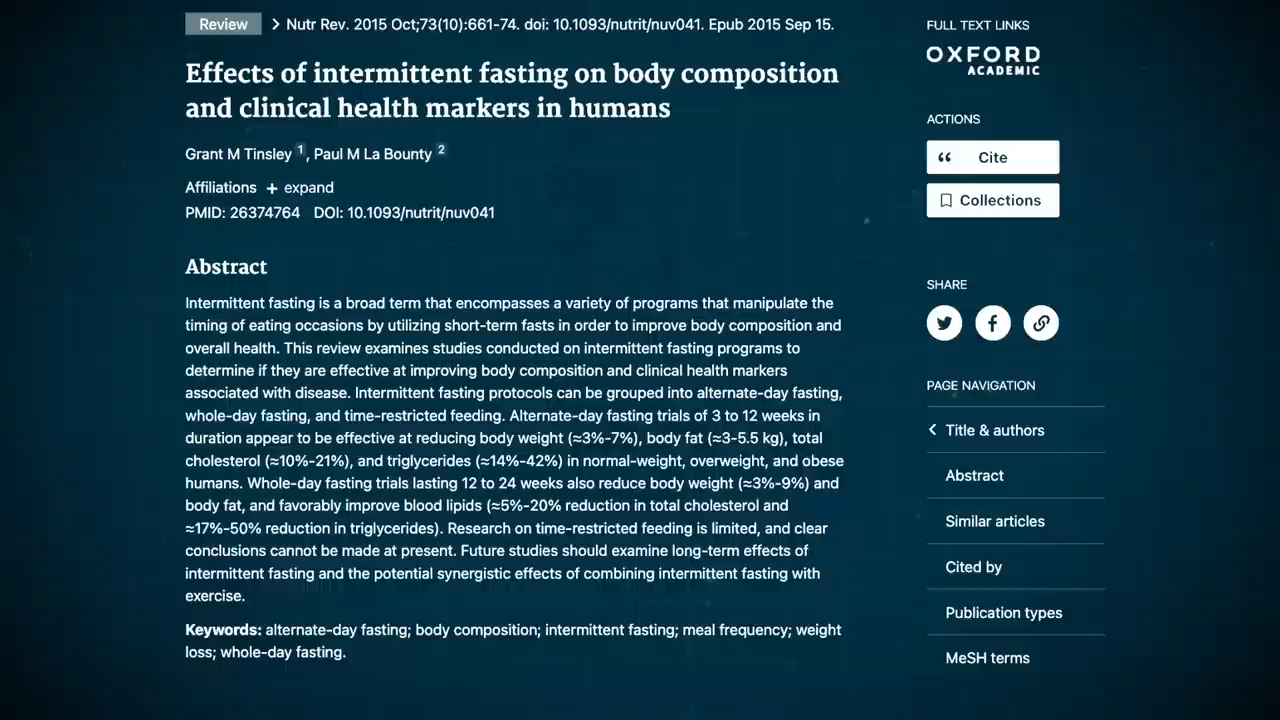 Review > Nutr Rev. 2015 Oct;73(10):661-74. doi: 10.1093/nutrit/nuv041. Epub 2015 Sep 15.
Effects of intermittent fasting on body composition
and clinical health markers in humans
Grant M Tinsley 1, Paul M La Bounty 2
Affiliations + expand
PMID: 26374764 DOI: 10.1093/nutrit/nuv041
Abstract
Intermittent fasting is a broad term that encompasses a variety of programs that manipulate the
timing of eating occasions by utilizing short-term fasts in order to improve body composition and
overall health. This review examines studies conducted on intermittent fasting programs to
determine if they are effective at improving body composition and clinical health markers
associated with disease. Intermittent fasting protocols can be grouped into alternate-day fasting,
whole-day fasting, and time-restricted feeding. Alternate-day fasting trials of 3 to 12 weeks in
duration appear to be effective at reducing body weight (≈3%-7%), body fat (≈3-5.5 kg), total
cholesterol (≈10%-21%), and triglycerides (≈14%-42%) in normal-weight, overweight, and obese
humans. Whole-day fasting trials lasting 12 to 24 weeks also reduce body weight (≈3%-9%) and
body fat, and favorably improve blood lipids (≈5%-20% reduction in total cholesterol and
≈17%-50% reduction in triglycerides). Research on time-restricted feeding is limited, and clear
conclusions cannot be made at present. Future studies should examine long-term effects of
intermittent fasting and the potential synergistic effects of combining intermittent fasting with
exercise.
Keywords: alternate-day fasting; body composition; intermittent fasting; meal frequency; weight
loss; whole-day fasting.
FULL TEXT LINKS
OXFORD
ACADEMIC
ACTIONS
Cite
Collections
SHARE
PAGE NAVIGATION
Title & authors
Abstract
Similar articles
Cited by
Publication types
MeSH terms